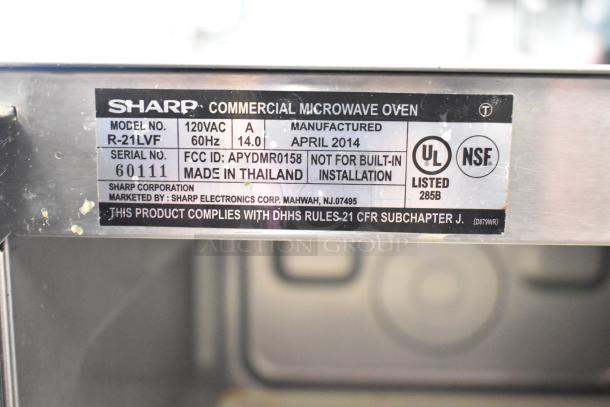 SHARP COMMERCIAL MICROWAVE OVEN T
MODEL NO. 120VAC A MANUFACTURED
R-21LVF 60Hz 14.0 APRIL 2014
SERIAL NO. FCC ID: APYDMR0158 NOT FOR BUILT-IN
60111 MADE IN THAILAND INSTALLATION
UL NSF
LISTED
285B
SHARP CORPORATION
MARKETED BY : SHARP ELECTRONICS CORP. MAHWAH, NJ.07495
THIS PRODUCT COMPLIES WITH DHHS RULES-21 CFR SUBCHAPTER J. (D879WR)
AUCTION GROUP